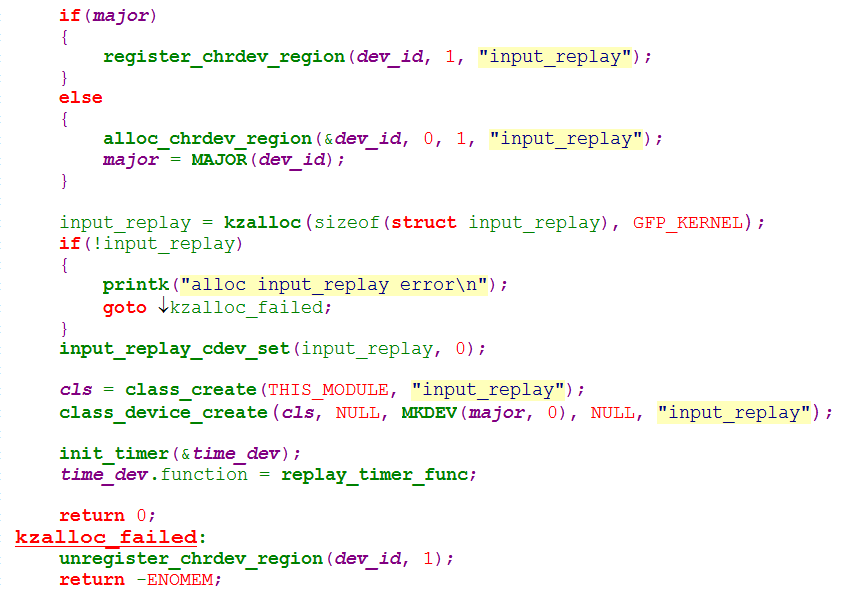 if(major)
{
register_chrdev_region(dev_id, 1, "input_replay");
}
else
{
alloc_chrdev_region(&dev_id, 0, 1, "input_replay");
major = MAJOR(dev_id);
}
input_replay = kzalloc(sizeof(struct input_replay), GFP_KERNEL);
if(!input_replay)
{
printk("alloc input_replay error\n");
goto ↓kzalloc_failed;
}
input_replay_cdev_set(input_replay, 0);
cls = class_create(THIS_MODULE, "input_replay");
class_device_create(cls, NULL, MKDEV(major, 0), NULL, "input_replay");
init_timer(&time_dev);
time_dev.function = replay_timer_func;
return 0;
kzalloc_failed:
unregister_chrdev_region(dev_id, 1);
return -ENOMEM;